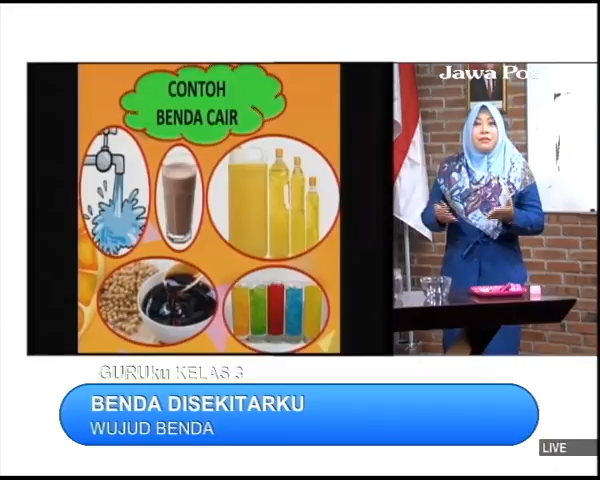 CONTOH
BENDA CAIR
Jawa Pos
GURUku KELAS 3
BENDA DISEKITARKU
WUJUD BENDA
LIVE